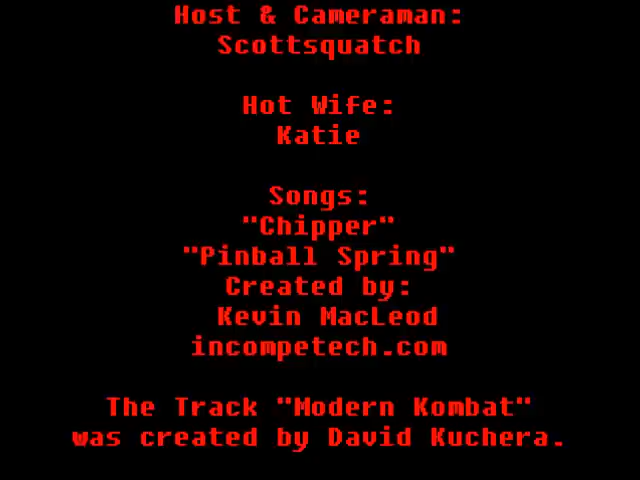 Host & Cameraman:
Scottsquatch
Hot Wife:
Katie
Songs:
"Chipper"
"Pinball Spring"
Created by:
Kevin MacLeod
incompetech.com
The Track "Modern Kombat"
was created by David Kuchera.